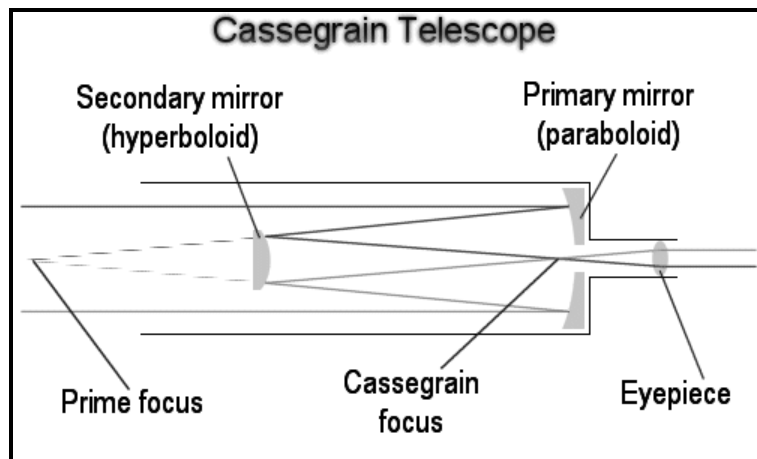 Cassegrain Telescope
Secondary mirror
(hyperboloid)
Primary mirror
(paraboloid)
Prime focus
Cassegrain
focus
Eyepiece